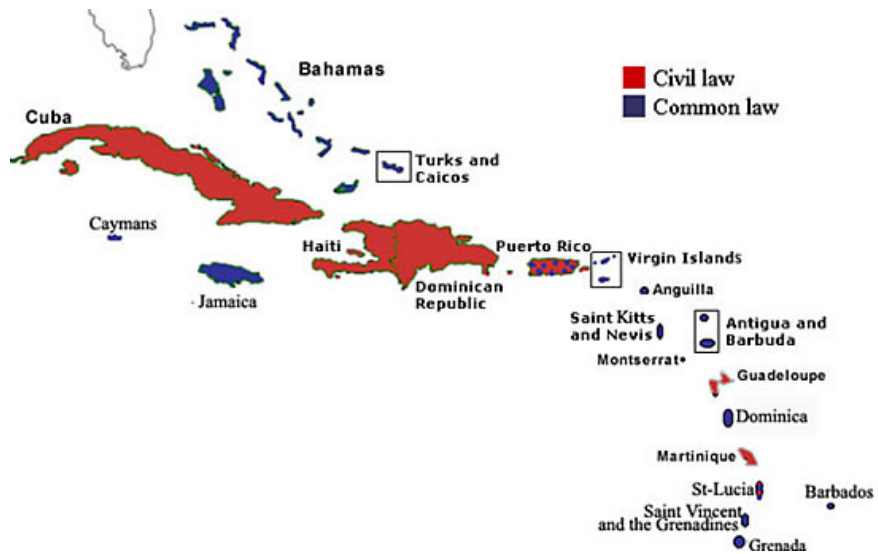 Bahamas
Civil law
Common law
Cuba
Turks and
Caicos
Caymans
Haiti
Puerto Rico
Virgin Islands
Dominican
Republic
Jamaica
Anguilla
Saint Kitts
and Nevis
Antigua and
Barbuda
Montserrat
Guadeloupe
Dominica
Martinique
St-Lucia
Barbados
Saint Vincent
and the Grenadines
Grenada